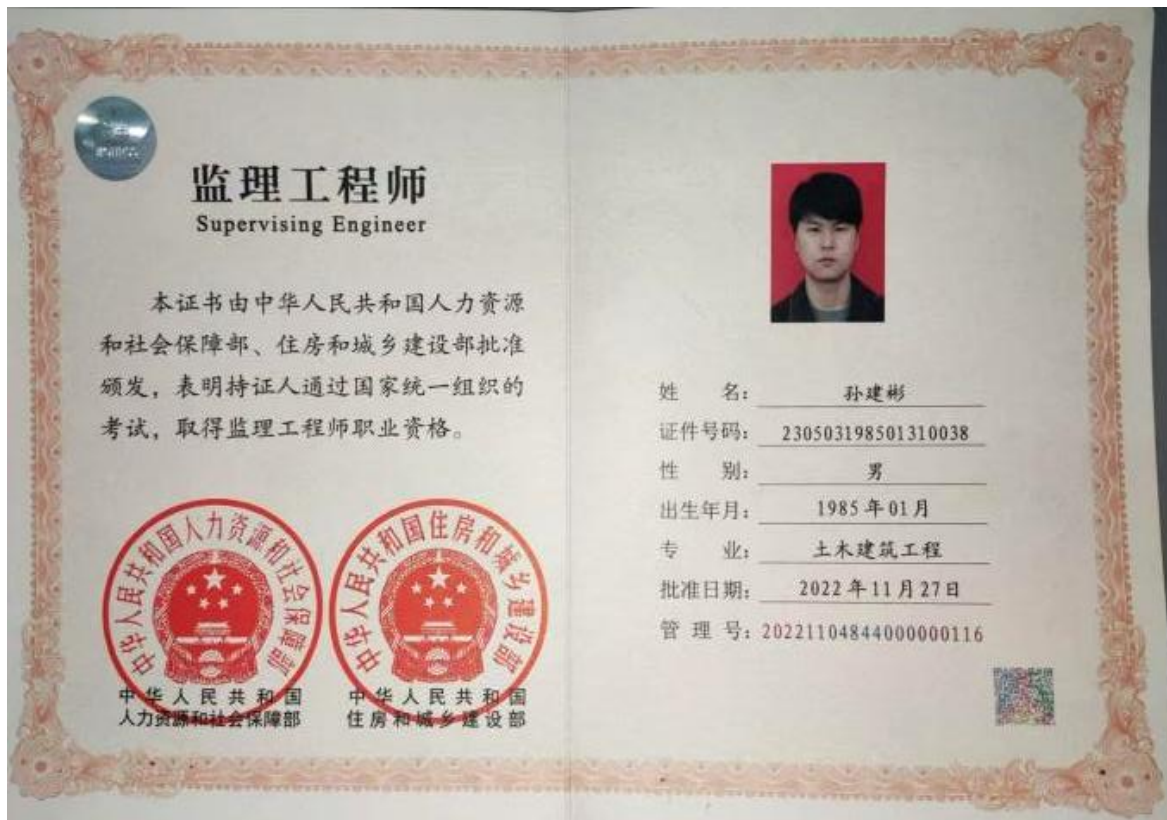 监理工程师
Supervising Engineer
本证书由中华人民共和国人力资源
和社会保障部、住房和城乡建设部批准
颁发，表明持证人通过国家统一组织的
考试，取得监理工程师职业资格。
中华人民共和国人力资源和社会保障部
中华人民共和国住房和城乡建设部
中华人民共和国
人力资源和社会保障部
中华人民共和国
住房和城乡建设部
姓 名：孙建彬
证件号码：230503198501310038
性 别：男
出生年月：1985年01月
专 业：土木建筑工程
批准日期：2022年11月27日
管 理 号：20221104844000000116